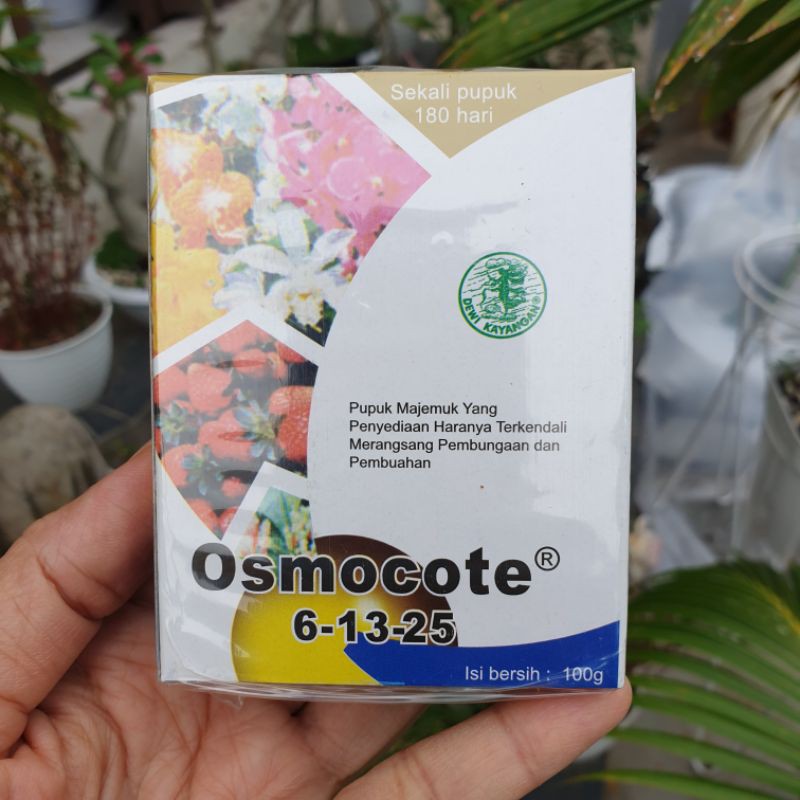 Sekali pupuk
180 hari
DEWI KAYANGAN®
Pupuk Majemuk Yang
Penyediaan Haranya Terkendali
Merangsang Pembungaan dan
Pembuahan
Osmocote®
6-13-25
Isi bersih : 100g